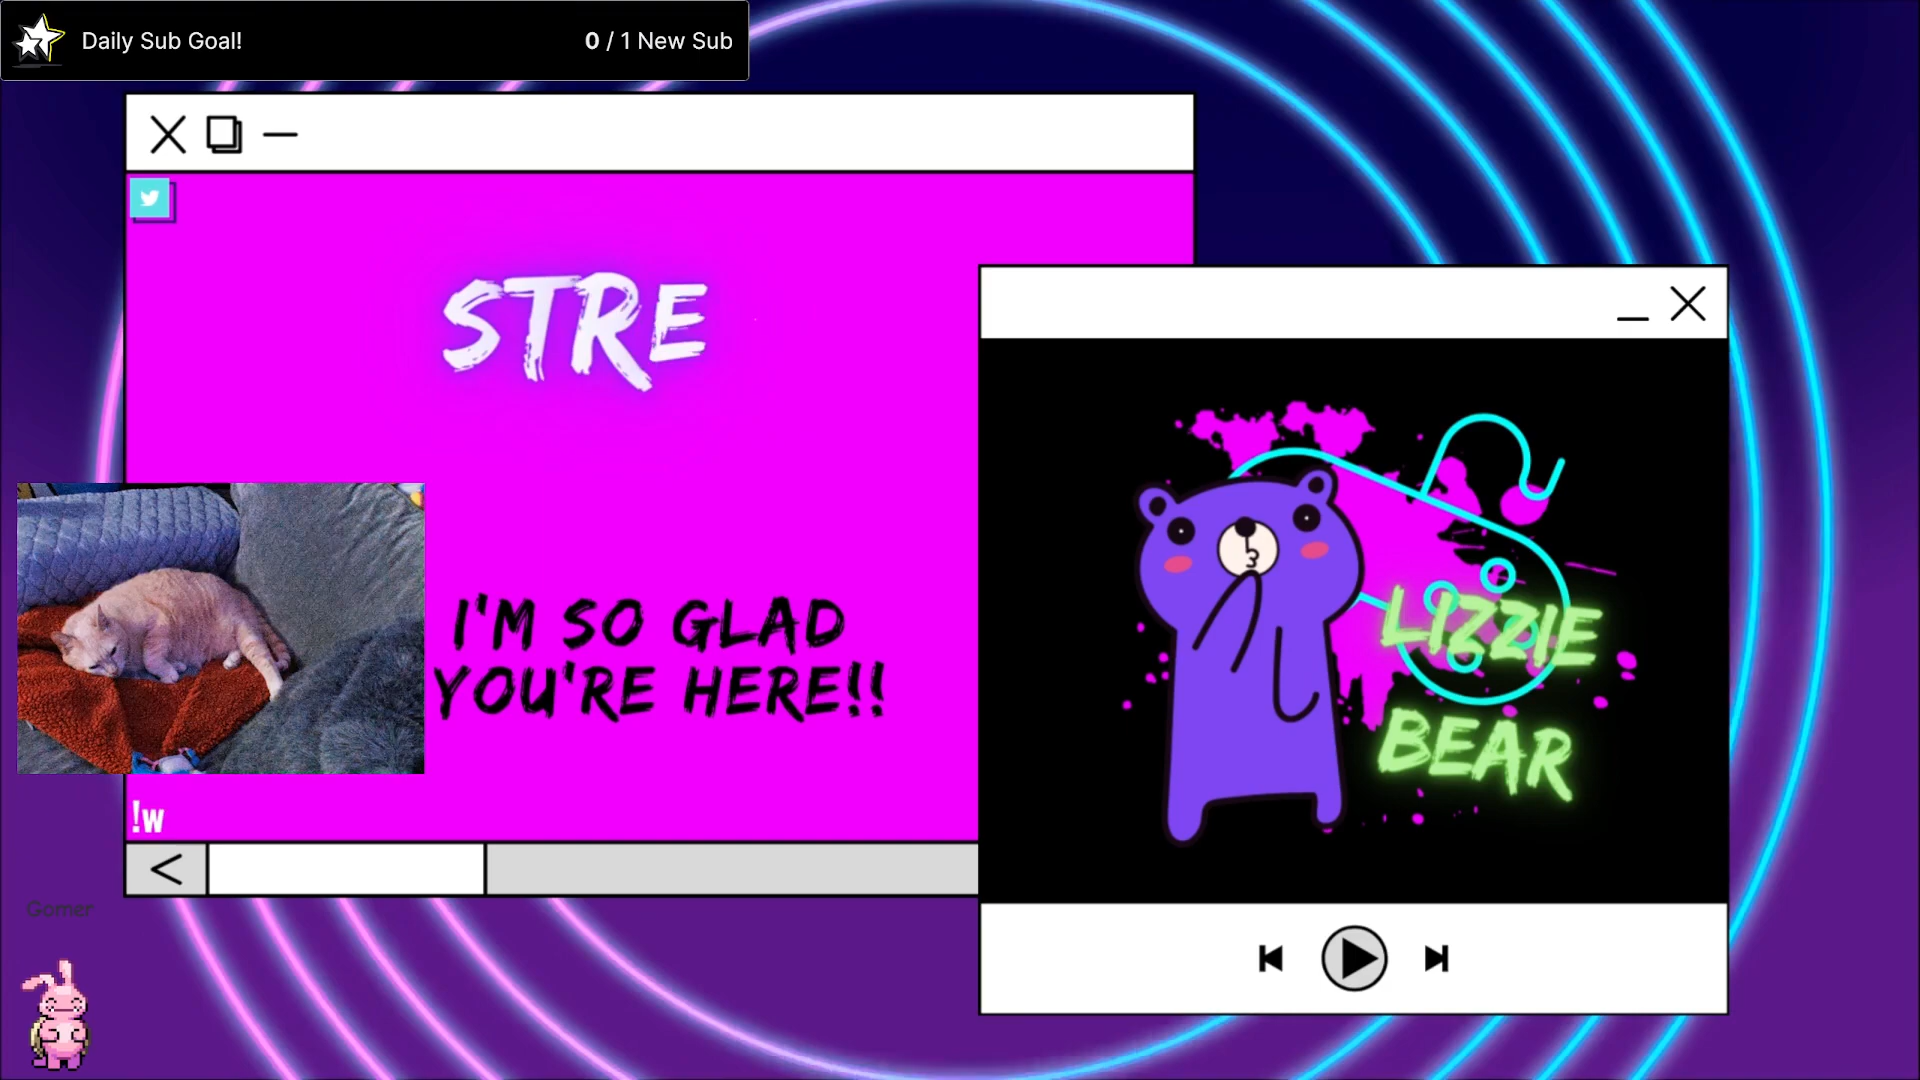 Daily Sub Goal!
0 / 1 New Sub
STRE
I'M SO GLAD
YOU'RE HERE!!
LIZZIE
BEAR
!w
Gomer